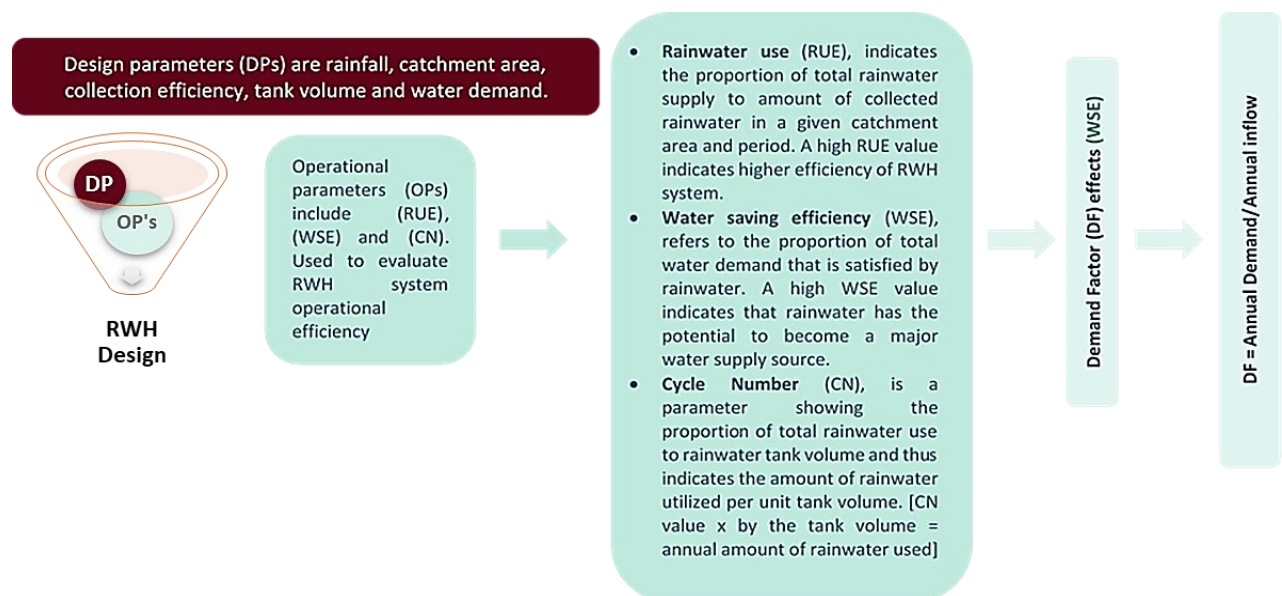 Design parameters (DPs) are rainfall, catchment area,
collection efficiency, tank volume and water demand.
DP
OP's
RWH
Design
Operational
parameters (OPs)
include (RUE),
(WSE) and (CN).
Used to evaluate
RWH system
operational
efficiency
• Rainwater use (RUE), indicates
the proportion of total rainwater
supply to amount of collected
rainwater in a given catchment
area and period. A high RUE value
indicates higher efficiency of RWH
system.
• Water saving efficiency (WSE),
refers to the proportion of total
water demand that is satisfied by
rainwater. A high WSE value
indicates that rainwater has the
potential to become a major
water supply source.
• Cycle Number (CN), is a
parameter showing the
proportion of total rainwater use
to rainwater tank volume and thus
indicates the amount of rainwater
utilized per unit tank volume. [CN
value x by the tank volume =
annual amount of rainwater used]
Demand Factor (DF) effects (WSE)
DF = Annual Demand/Annual inflow